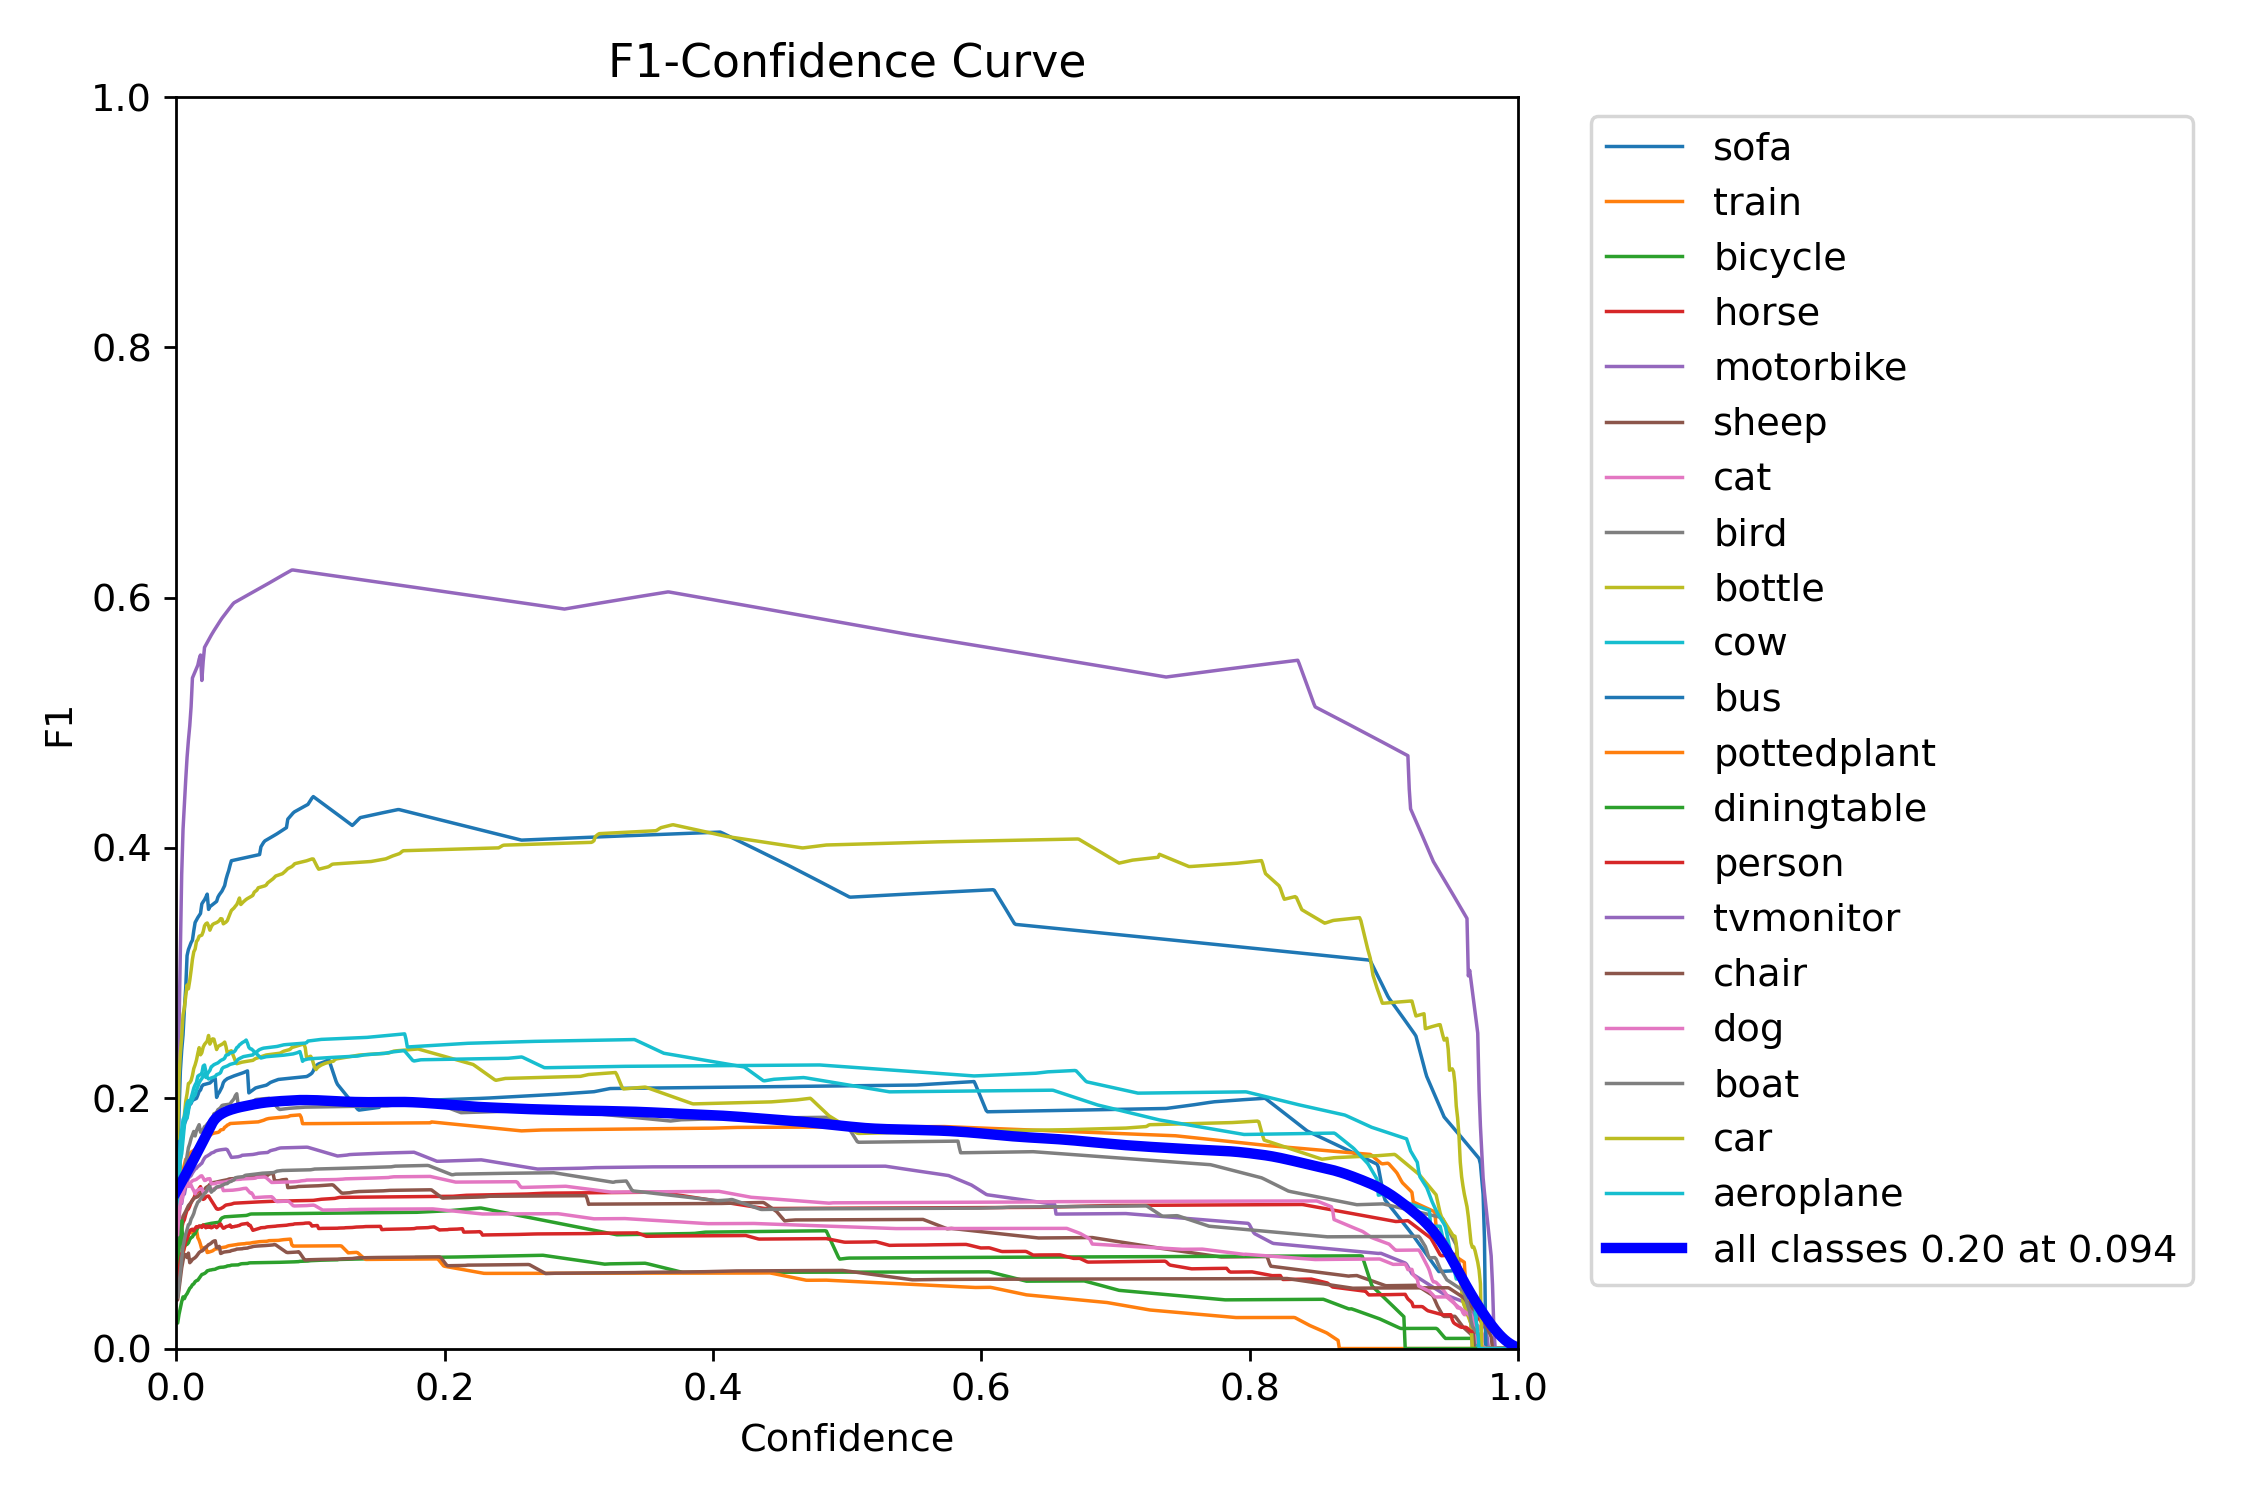 F1-Confidence Curve
1.0
0.8
0.6
0.4
0.2
0.0
F1
0.0 0.2 0.4 0.6 0.8 1.0
Confidence
sofa
train
bicycle
horse
motorbike
sheep
cat
bird
bottle
cow
bus
pottedplant
diningtable
person
tvmonitor
chair
dog
boat
car
aeroplane
all classes 0.20 at 0.094